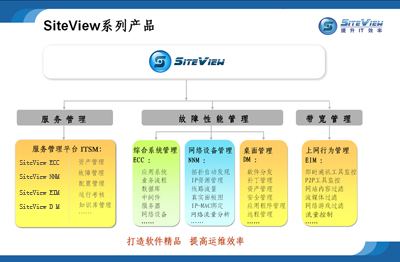 SiteView系列产品
SITEVIEW
提升IT效率
SITEVIEW
服务管理
故障性能管理
带宽管理
服务管理平台 ITSM:
SiteView ECC
SiteView NNM
SiteView EIM
SiteView D M
资产管理
故障管理
配置管理
运行考核
知识库管理
......
综合系统管理
ECC :
应用系统
业务流程
数据库
中间件
服务器
网络设备
......
网络设备管理
NNM :
拓扑自动发现
IP资源管理
线路流量
真实面板图
IP-MAC绑定
网络流量分析
......
桌面管理
DM :
软件分发
补丁管理
资产管理
安全管理
应用程序管理
远程管理
......
上网行为管理
EIM :
即时通讯工具监控
P2P工具监控
网站内容过滤
流媒体过滤
网络游戏过滤
流量控制
......
打造软件精品 提高运维效率